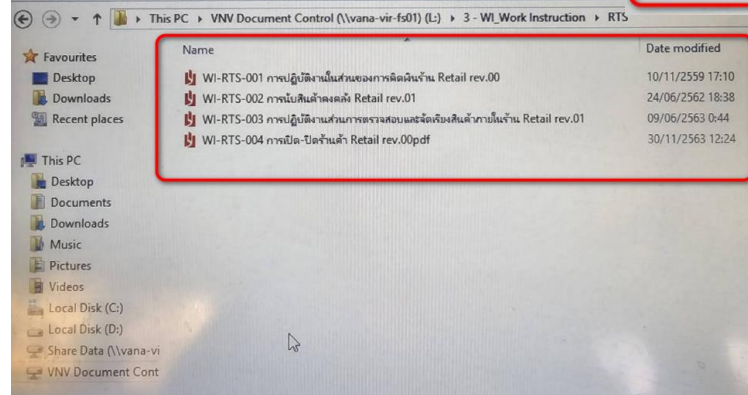 This PC ▸ VNV Document Control (\\vana-vir-fs01) (L:) ▸ 3 - WI_Work Instruction ▸ RTS
Name Date modified
WI-RTS-001 การปฏิบัติงานในส่วนของการคิดเงินร้าน Retail rev.00 10/11/2559 17:10
WI-RTS-002 การนับสินค้าคงคลัง Retail rev.01 24/06/2562 18:38
WI-RTS-003 การปฏิบัติงานส่วนการตรวจสอบและจัดเรียงสินค้าภายในร้าน Retail rev.01 09/06/2563 0:44
WI-RTS-004 การเปิด-ปิดร้านค้า Retail rev.00pdf 30/11/2563 12:24
Favourites
Desktop
Downloads
Recent places
This PC
Desktop
Documents
Downloads
Music
Pictures
Videos
Local Disk (C:)
Local Disk (D:)
Share Data (\\vana-vi
VNV Document Cont